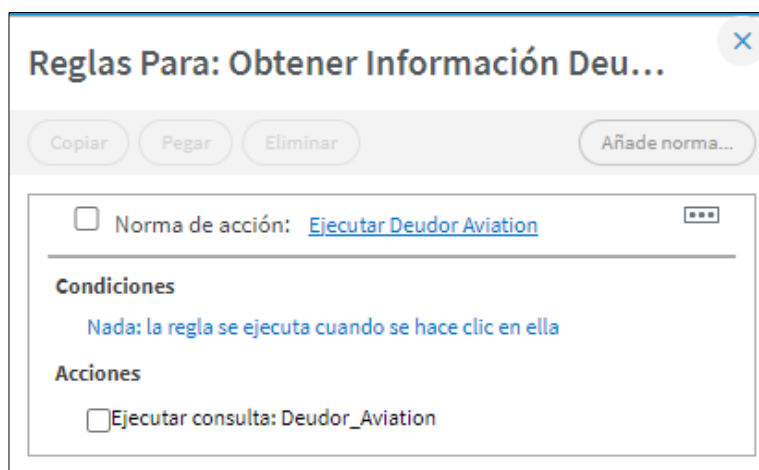 Reglas Para: Obtener Información Deu...
Copiar Pegar Eliminar Añade norma...
Norma de acción: Ejecutar Deudor Aviation
Condiciones
Nada: la regla se ejecuta cuando se hace clic en ella
Acciones
Ejecutar consulta: Deudor_Aviation